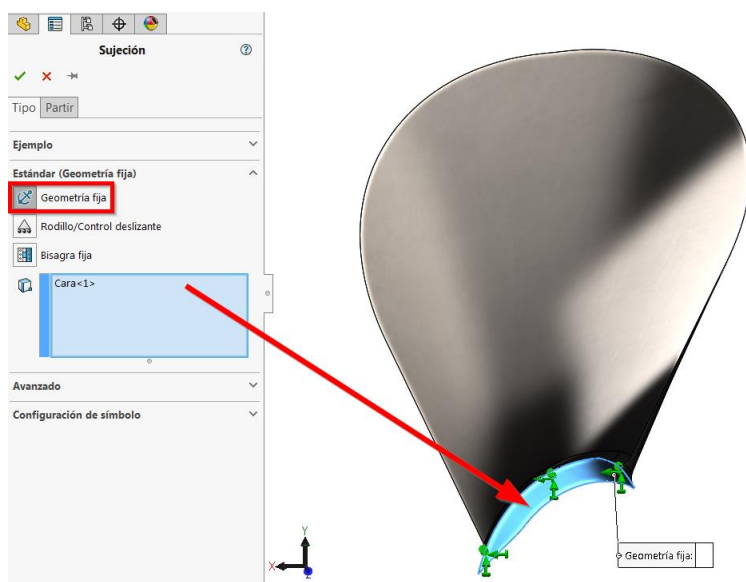 Sujeción
Tipo Partir
Ejemplo
Estándar (Geometría fija)
Geometría fija
Rodillo/Control deslizante
Bisagra fija
Cara<1>
Avanzado
Configuración de símbolo
Y
X
Z
Geometría fija: